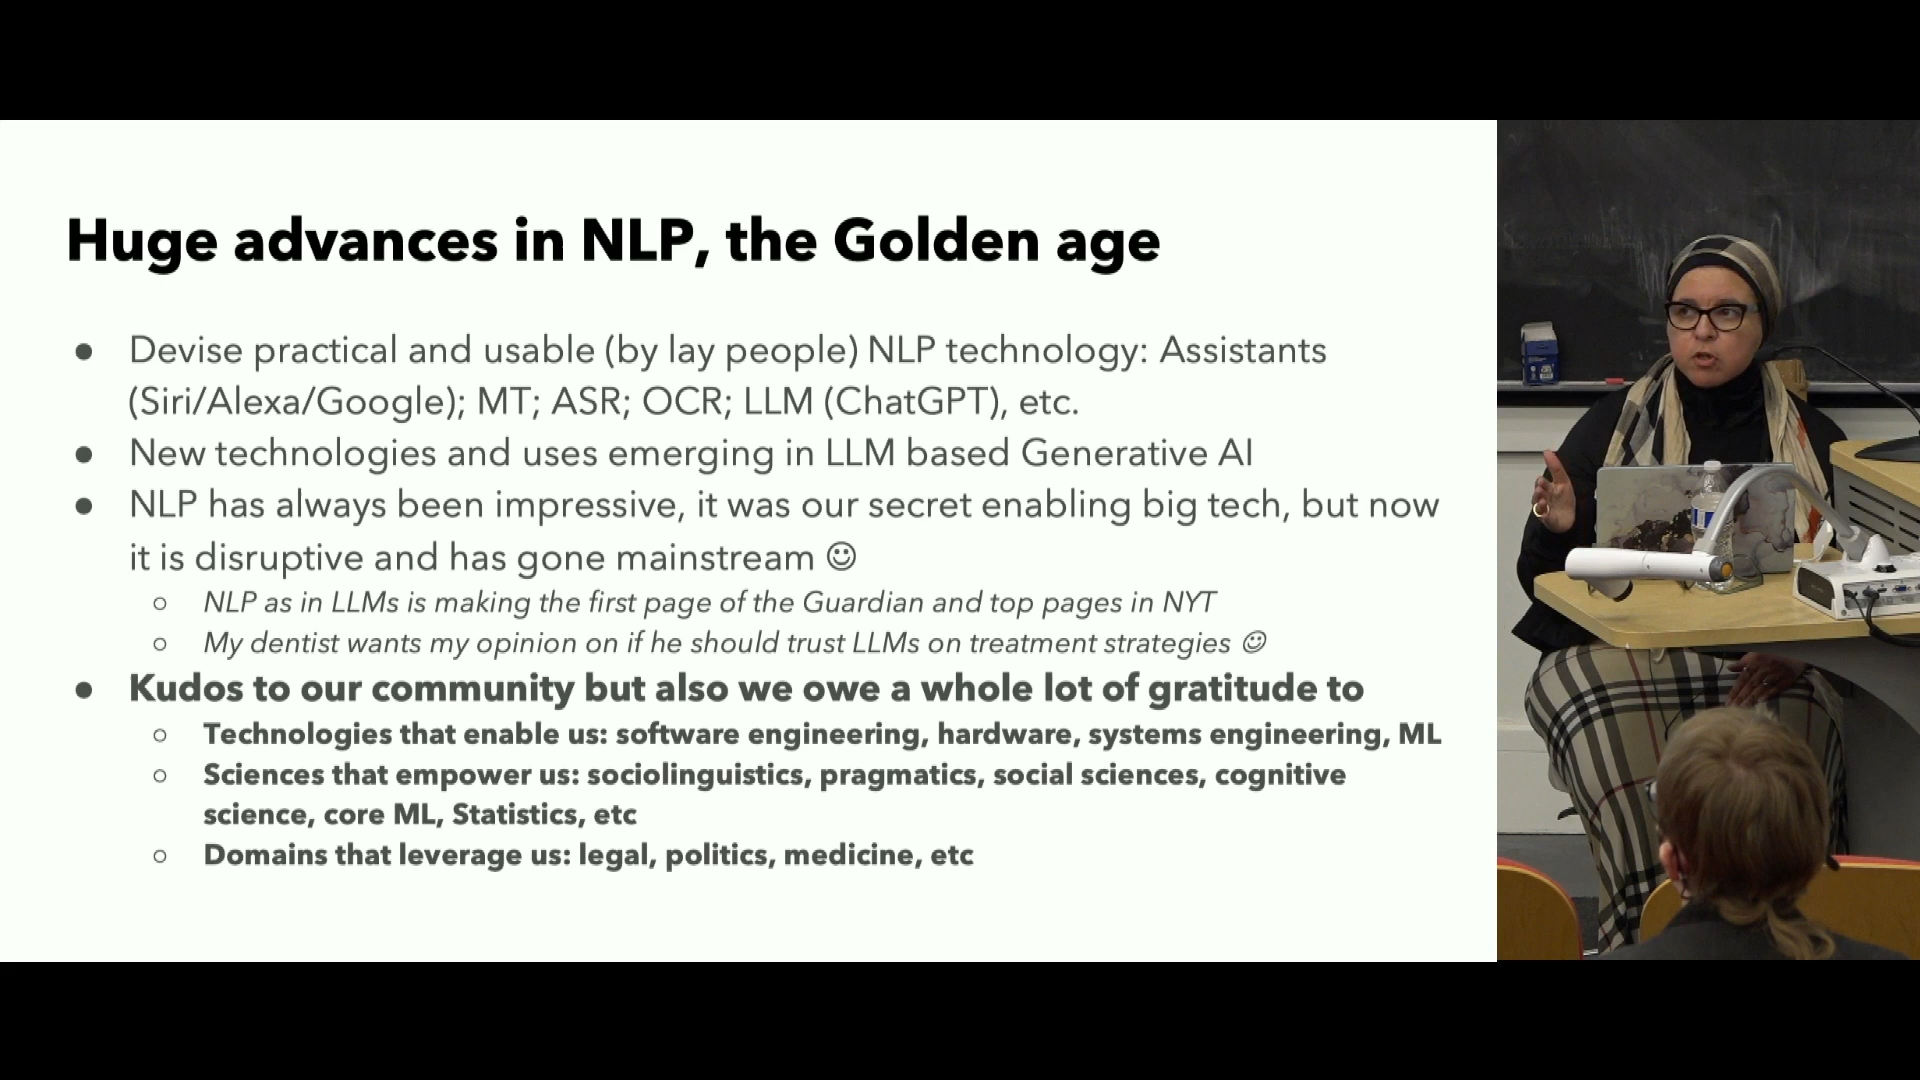 Huge advances in NLP, the Golden age
● Devise practical and usable (by lay people) NLP technology: Assistants
(Siri/Alexa/Google); MT; ASR; OCR; LLM (ChatGPT), etc.
● New technologies and uses emerging in LLM based Generative AI
● NLP has always been impressive, it was our secret enabling big tech, but now
it is disruptive and has gone mainstream ☺
○ NLP as in LLMs is making the first page of the Guardian and top pages in NYT
○ My dentist wants my opinion on if he should trust LLMs on treatment strategies ☺
● Kudos to our community but also we owe a whole lot of gratitude to
○ Technologies that enable us: software engineering, hardware, systems engineering, ML
○ Sciences that empower us: sociolinguistics, pragmatics, social sciences, cognitive
science, core ML, Statistics, etc
○ Domains that leverage us: legal, politics, medicine, etc